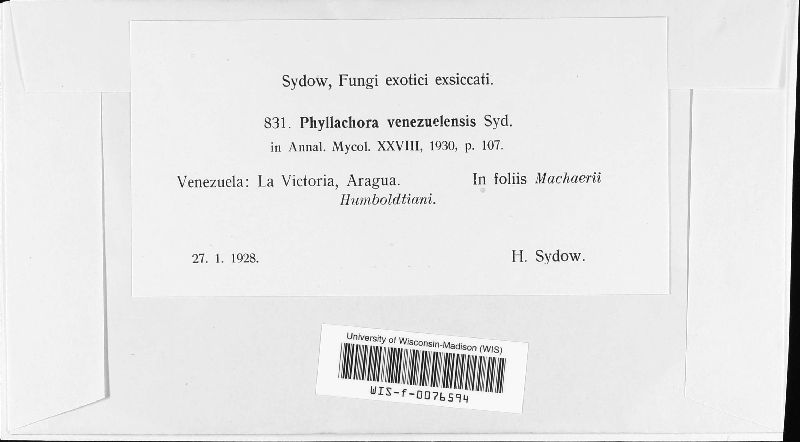 Sydow, Fungi exotici exsiccati.
831. Phyllachora venezuelensis Syd.
in Annal. Mycol. XXVIII, 1930, p. 107.
Venezuela: La Victoria, Aragua. In foliis Machaerii
Humboldtiani.
27. 1. 1928. H. Sydow.
University of Wisconsin-Madison (WIS)
WIS-f-0076594